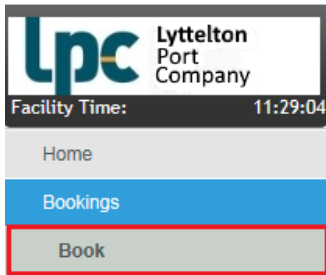 lpc
Lyttelton
Port
Company
Facility Time: 11:29:04
Home
Bookings
Book